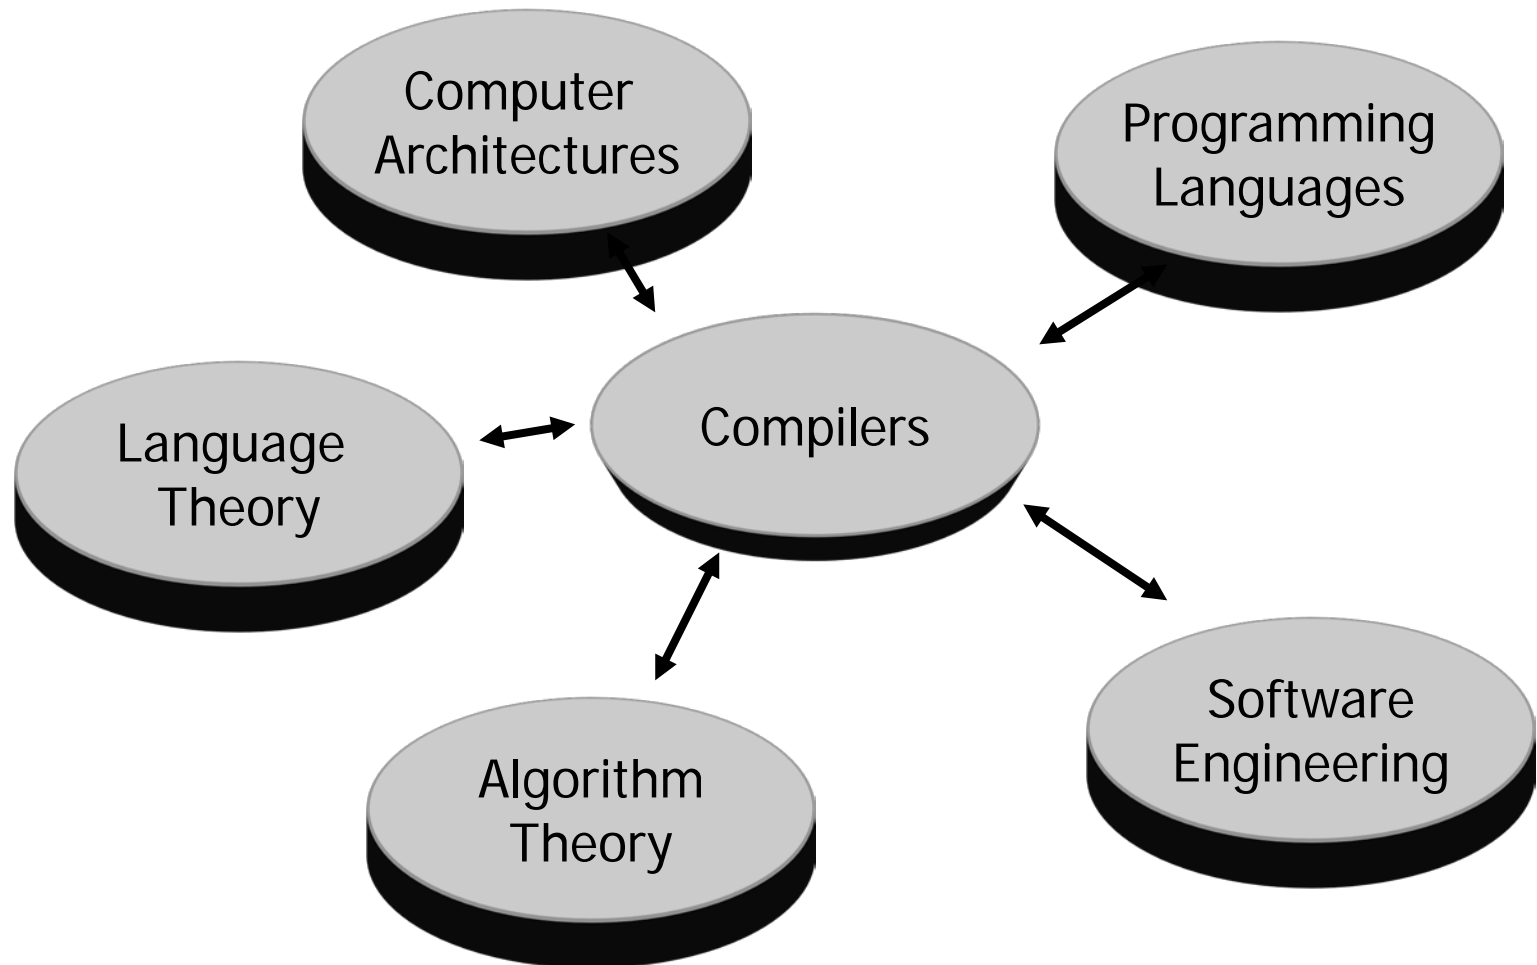 Computer
Architectures
Programming
Languages
Language
Theory
Compilers
Software
Engineering
Algorithm
Theory